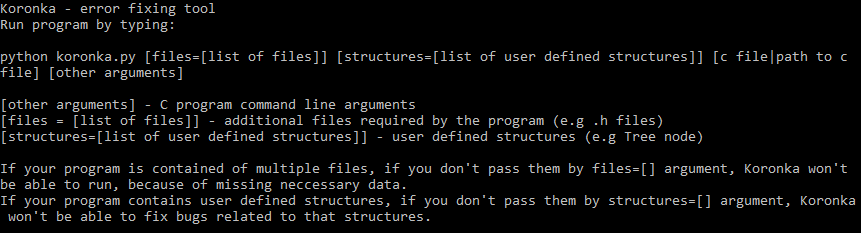 Koronka - error fixing tool
Run program by typing:
python koronka.py [files=[list of files]] [structures=[list of user defined structures]] [c file|path to c
file] [other arguments]
[other arguments] - C program command line arguments
[files = [list of files]] - additional files required by the program (e.g .h files)
[structures=[list of user defined structures]] - user defined structures (e.g Tree node)
If your program is contained of multiple files, if you don't pass them by files=[] argument, Koronka won't
be able to run, because of missing neccessary data.
If your program contains user defined structures, if you don't pass them by structures=[] argument, Koronka
won't be able to fix bugs related to that structures.